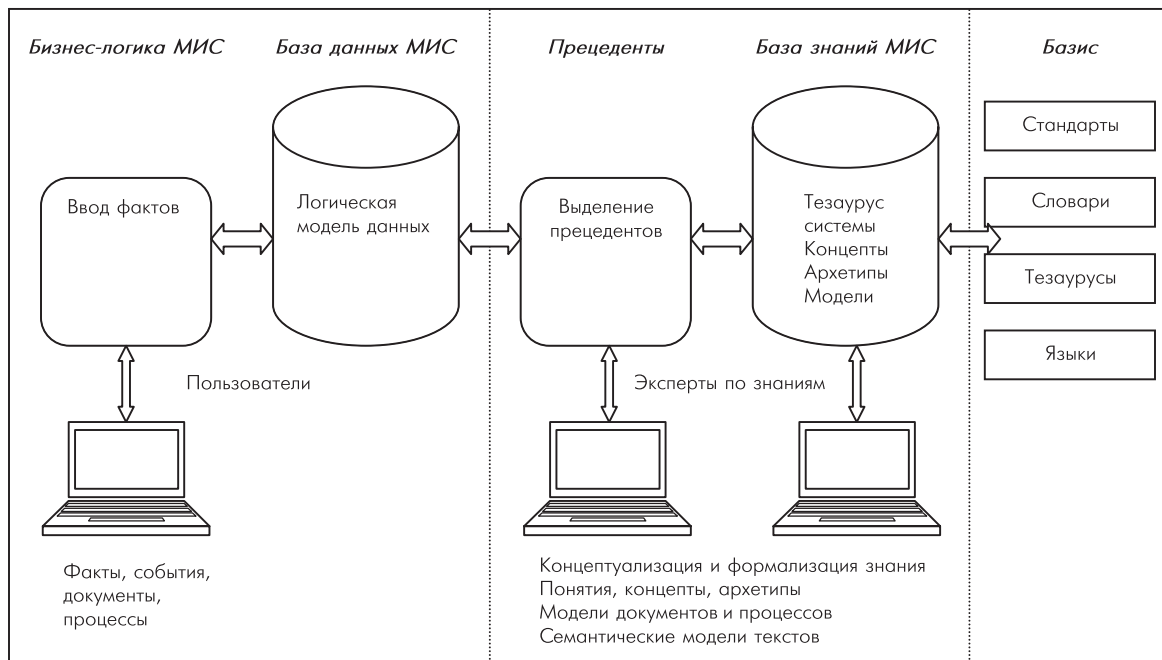 Бизнес-логика МИС
База данных МИС
Прецеденты
База знаний МИС
Базис
Ввод фактов
Логическая
модель данных
Выделение
прецедентов
Тезаурус
системы
Концепты
Архетипы
Модели
Стандарты
Словари
Тезаурусы
Языки
Пользователи
Эксперты по знаниям
Факты, события,
документы,
процессы
Концептуализация и формализация знания
Понятия, концепты, архетипы
Модели документов и процессов
Семантические модели текстов